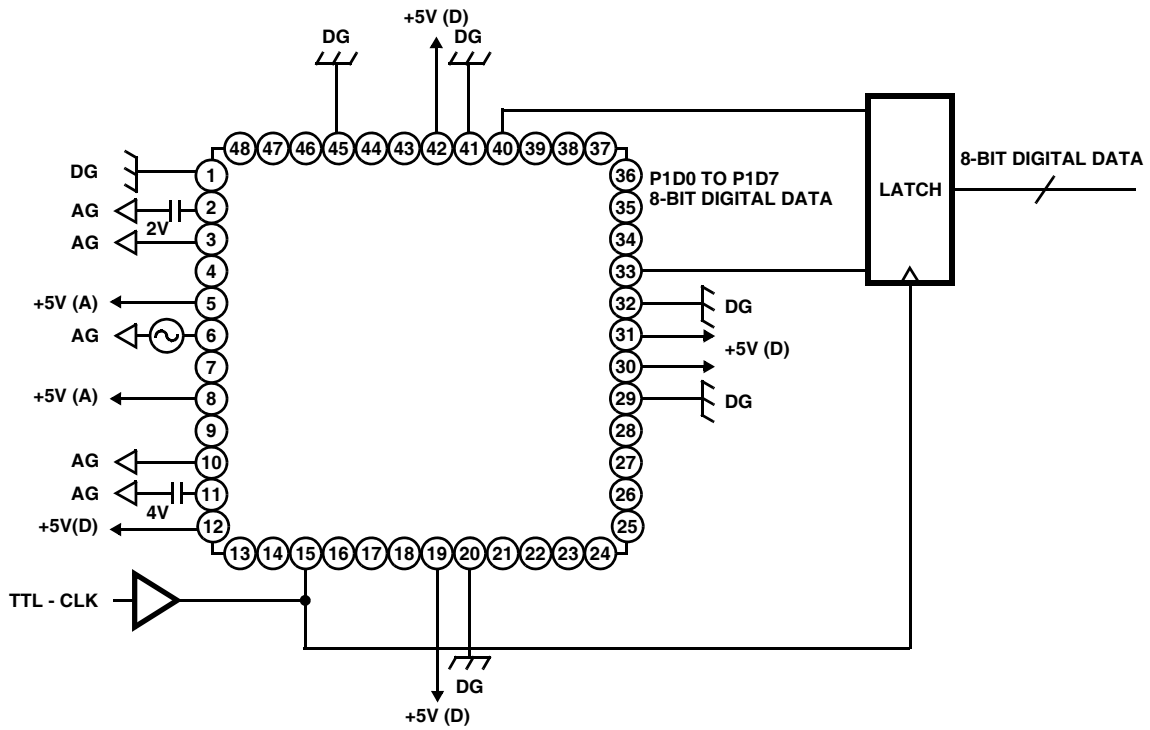 +5V (D)
DG
DG
48 47 46 45 44 43 42 41 40 39 38 37
8-BIT DIGITAL DATA
LATCH
DG
1
AG
2
2V
AG
3
4
+5V (A)
5
AG
6
7
+5V (A)
8
9
AG
10
AG
11
4V
+5V(D)
12
36
P1D0 TO P1D7
8-BIT DIGITAL DATA
35
34
33
32
DG
31
+5V (D)
30
29
DG
28
27
26
25
13 14 15 16 17 18 19 20 21 22 23 24
TTL - CLK
DG
+5V (D)